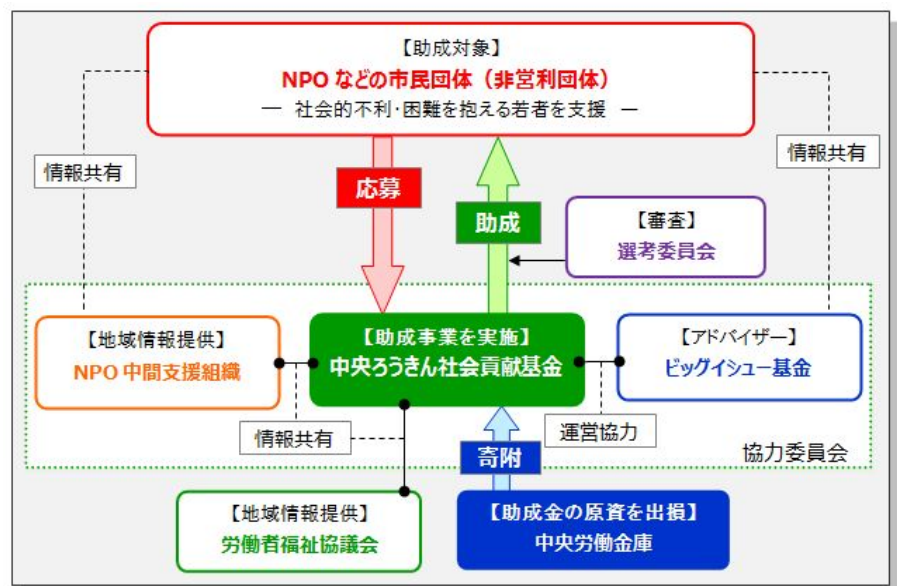 【助成対象】
NPOなどの市民団体（非営利団体）
― 社会的不利・困難を抱える若者を支援 ―
情報共有
情報共有
応募
助成
【審査】
選考委員会
【地域情報提供】
NPO中間支援組織
【助成事業を実施】
中央ろうきん社会貢献基金
【アドバイザー】
ビッグイシュー基金
情報共有
運営協力
寄附
協力委員会
【地域情報提供】
労働者福祉協議会
【助成金の原資を出損】
中央労働金庫